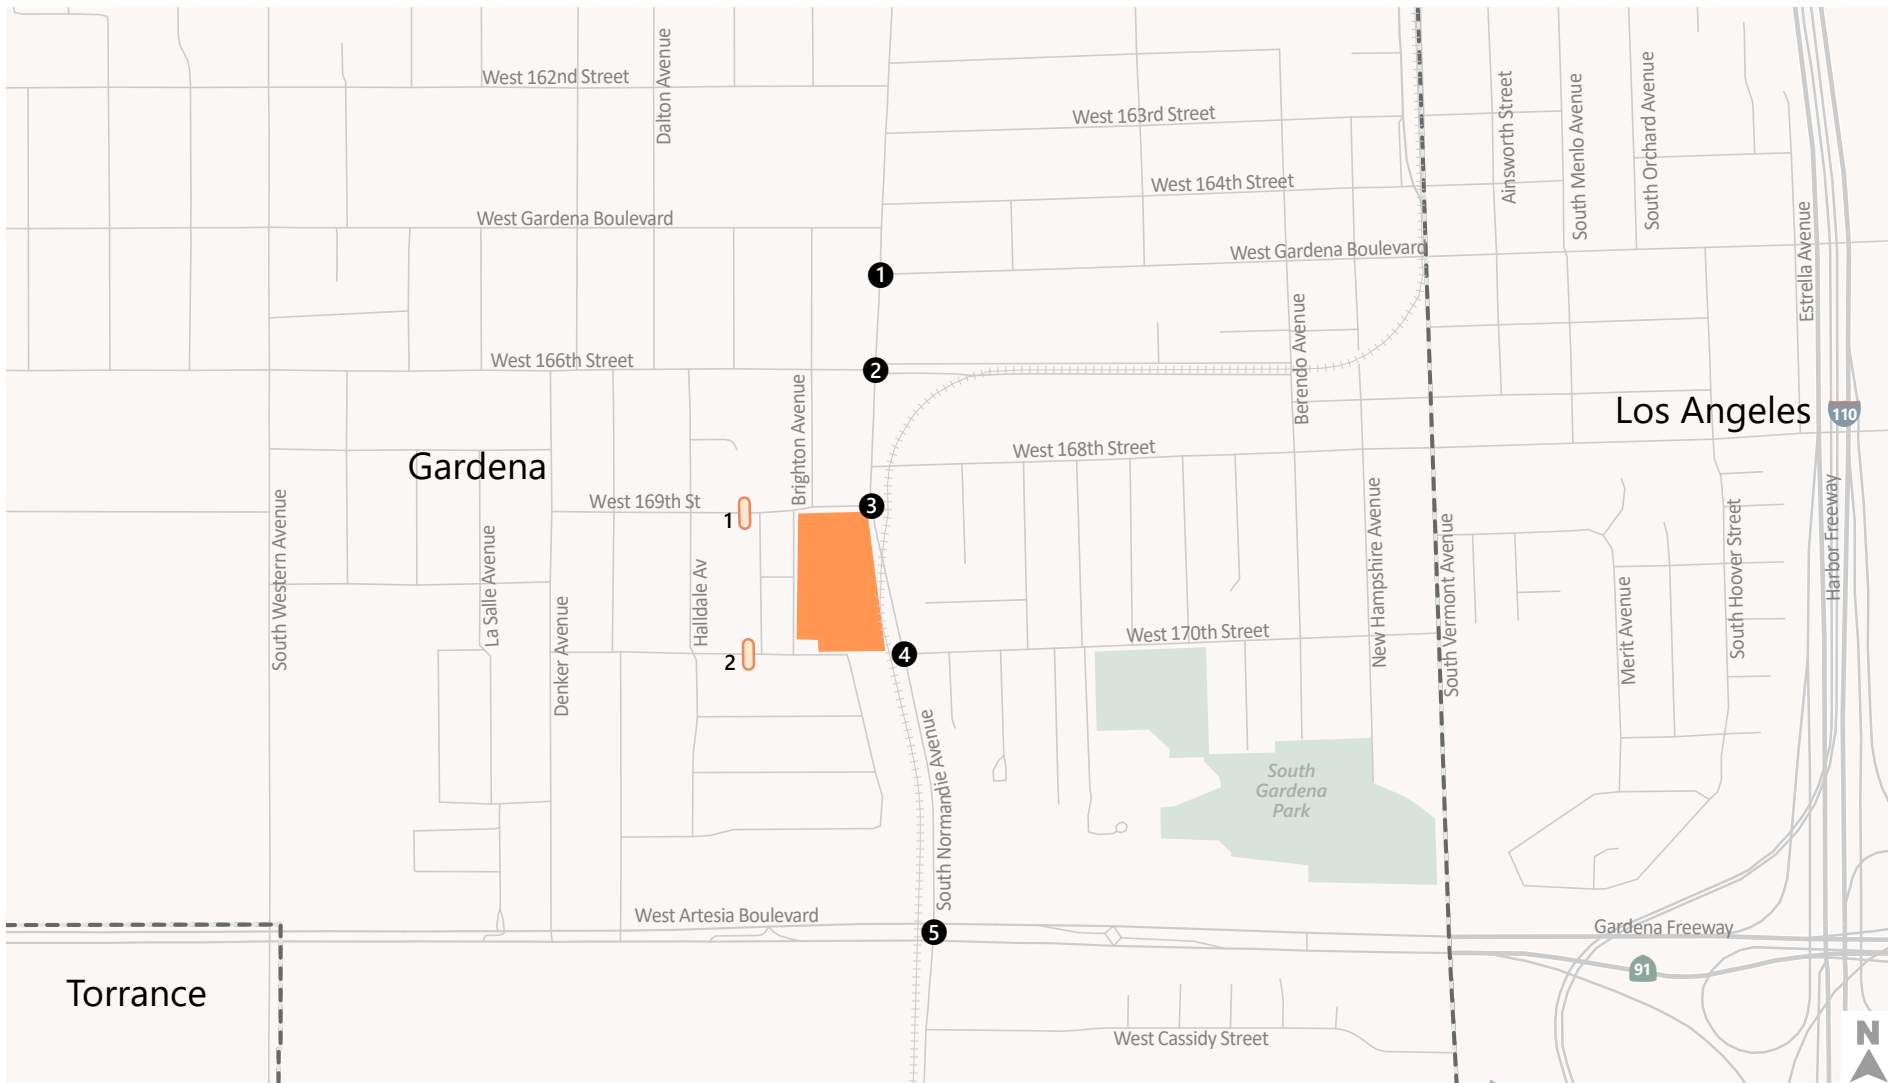 West 162nd Street
Dalton Avenue
West 163rd Street
Ainsworth Street
South Menlo Avenue
South Orchard Avenue
West 164th Street
West Gardena Boulevard
West Gardena Boulevard
Estrella Avenue
1
West 166th Street
2
Berendo Avenue
Brighton Avenue
Los Angeles
110
West 168th Street
Gardena
West 169th St
3
1
South Western Avenue
La Salle Avenue
Denker Avenue
Halldale Av
New Hampshire Avenue
South Vermont Avenue
Merit Avenue
South Hoover Street
Harbor Freeway
West 170th Street
2
4
South Normandie Avenue
South
Gardena
Park
West Artesia Boulevard
5
Gardena Freeway
91
Torrance
West Cassidy Street
N